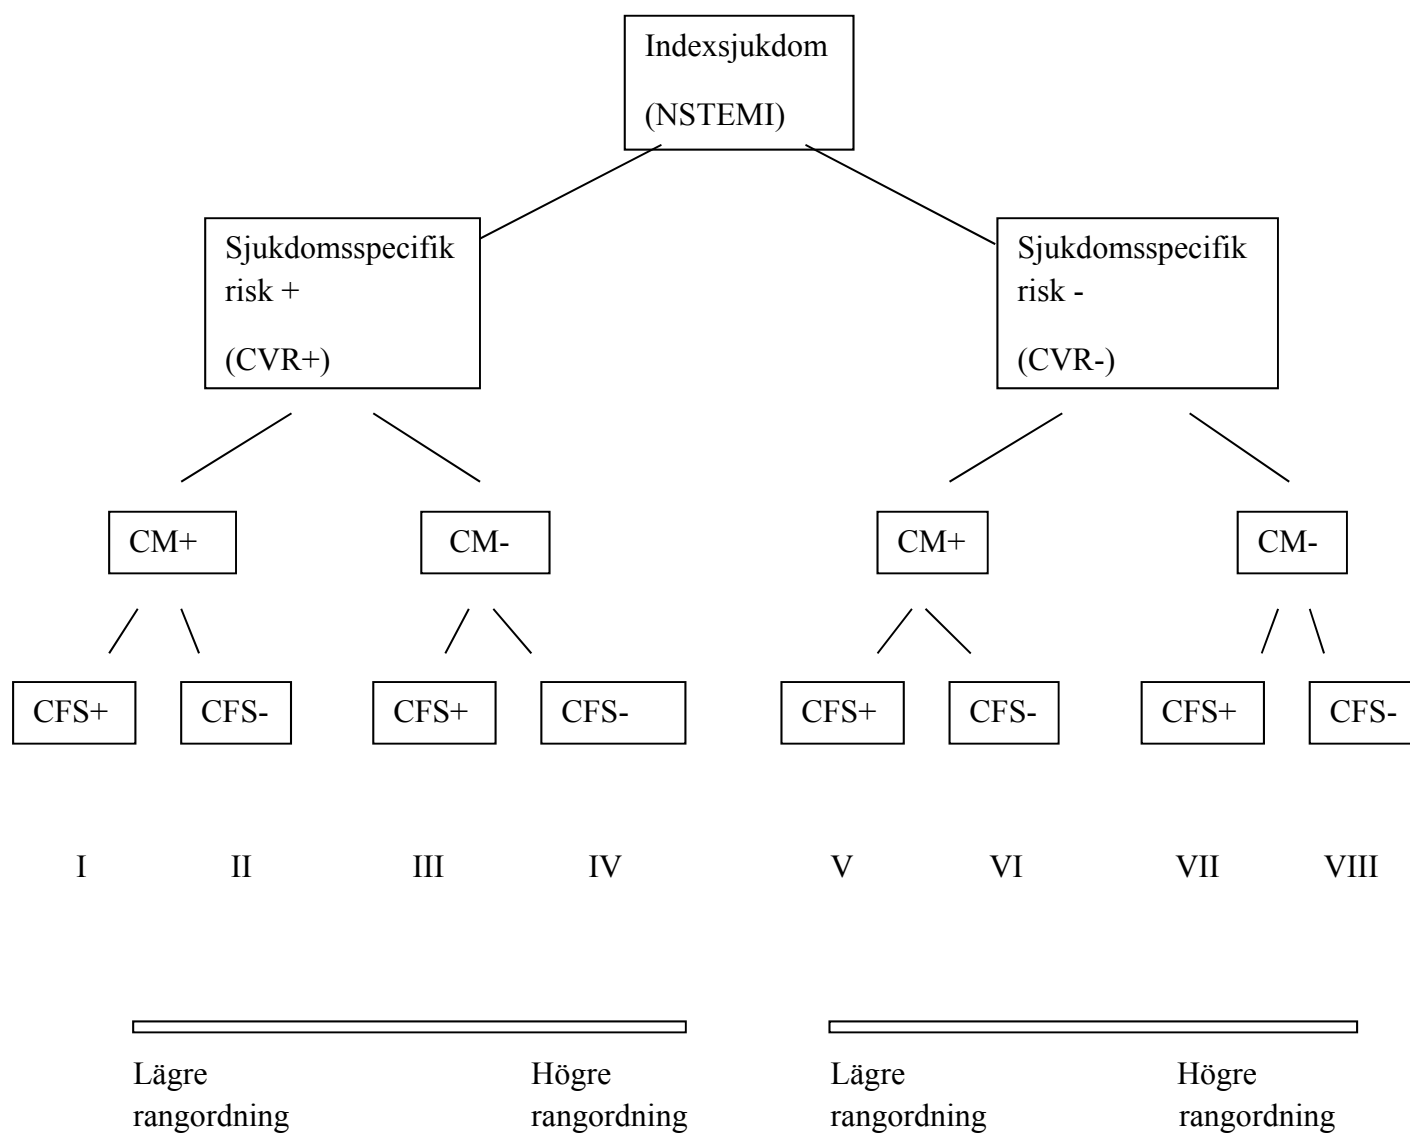 Indexsjukdom
(NSTEMI)
Sjukdomsspecifik
risk +
(CVR+)
Sjukdomsspecifik
risk -
(CVR-)
CM+
CM-
CM+
CM-
CFS+
CFS-
CFS+
CFS-
CFS+
CFS-
CFS+
CFS-
I
II
III
IV
V
VI
VII
VIII
Lägre
rangordning
Högre
rangordning
Lägre
rangordning
Högre
rangordning